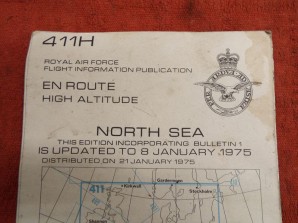 411H
ROYAL AIR FORCE
FLIGHT INFORMATION PUBLICATION
EN ROUTE
HIGH ALTITUDE
NORTH SEA
THIS EDITION INCORPORATING BULLETIN 1
IS UPDATED TO 8 JANUARY 1975
DISTRIBUTED ON 21 JANUARY 1975
411
Stockholm